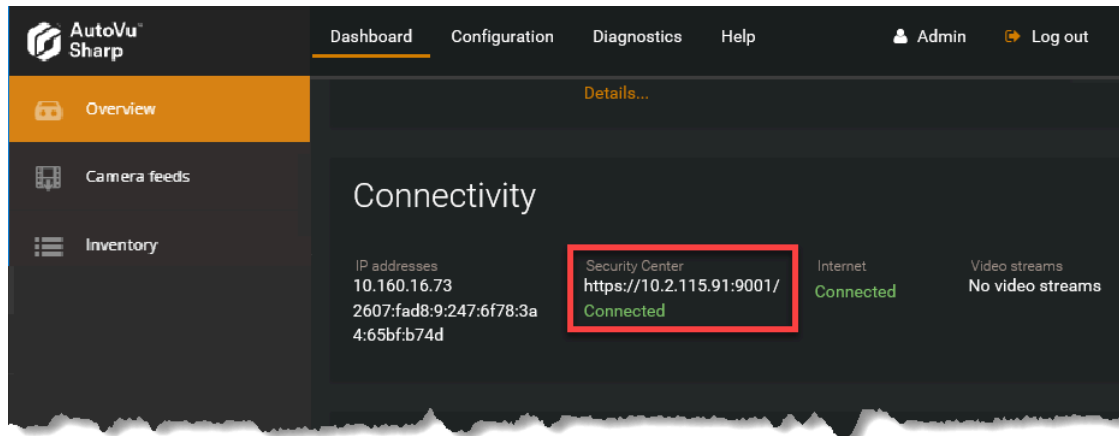 AutoVu™
Sharp
Dashboard Configuration Diagnostics Help Admin Log out
Overview
Camera feeds
Inventory
Details...
Connectivity
IP addresses
10.160.16.73
2607:fad8:9:247:6f78:3a
4:65bf:b74d
Security Center
https://10.2.115.91:9001/
Connected
Internet
Connected
Video streams
No video streams